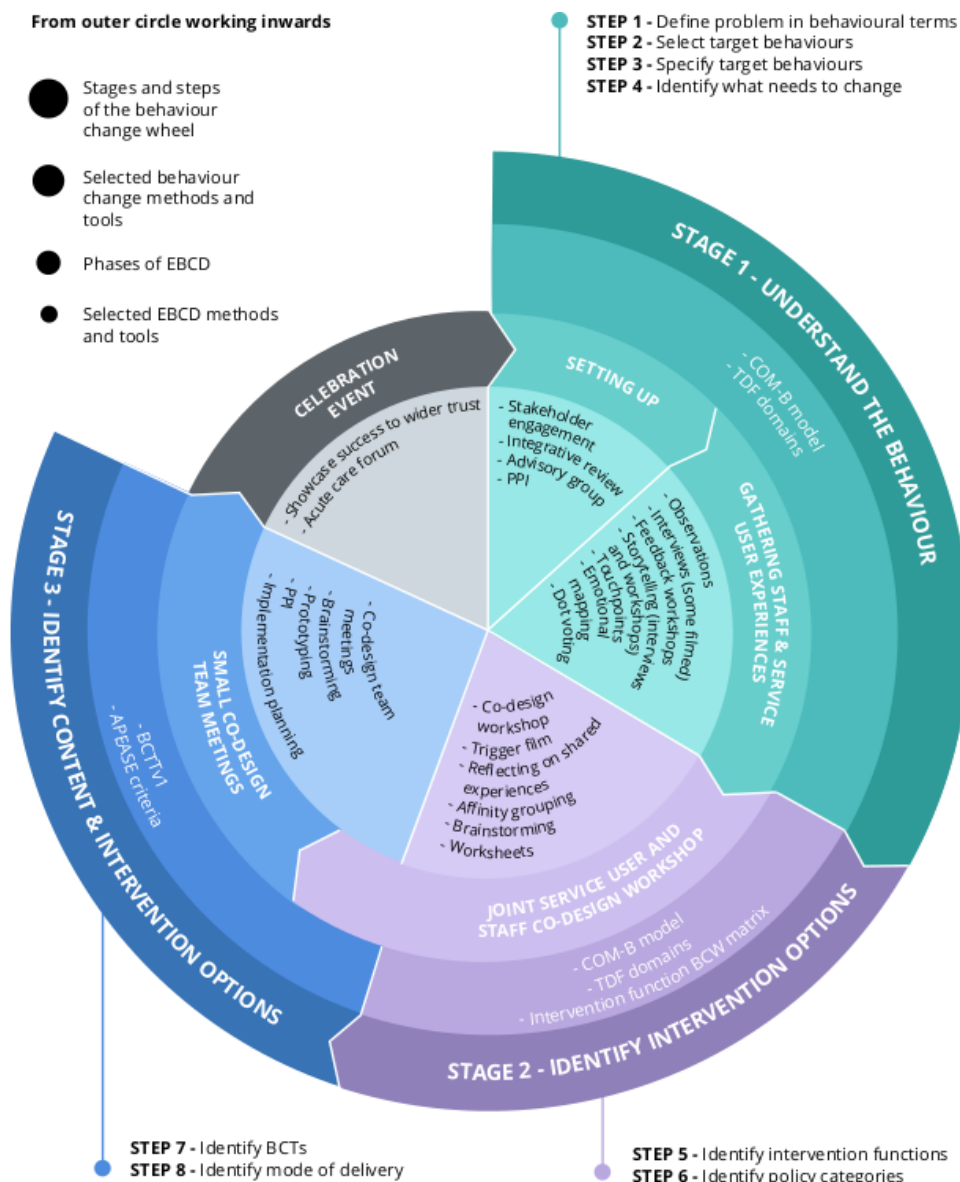 From outer circle working inwards
Stages and steps
of the behaviour
change wheel
Selected behaviour
change methods and
tools
Phases of EBCD
Selected EBCD methods
and tools
STEP 1 - Define problem in behavioural terms
STEP 2 - Select target behaviours
STEP 3 - Specify target behaviours
STEP 4 - Identify what needs to change
STAGE 1 - UNDERSTAND THE BEHAVIOUR
- COM-B model
- TDF domains
SETTING UP
- Stakeholder
engagement
- Integrative review
- Advisory group
- PPI
GATHERING STAFF & SERVICE
USER EXPERIENCES
- Observations
- Interviews (some filmed)
- Feedback workshops
- Storytelling (interviews
and workshops)
- Touchpoints
- Emotional
mapping
- Dot voting
STAGE 2 - IDENTIFY INTERVENTION OPTIONS
- COM-B model
- TDF domains
- Intervention function BCW matrix
JOINT SERVICE USER AND
STAFF CO-DESIGN WORKSHOP
- Co-design
workshop
- Trigger film
- Reflecting on shared
experiences
- Affinity grouping
- Brainstorming
- Worksheets
STEP 5 - Identify intervention functions
STEP 6 - Identify policy categories
STAGE 3 - IDENTIFY CONTENT & INTERVENTION OPTIONS
- BCTTv1
- APEASE criteria
SMALL CO-DESIGN
TEAM MEETINGS
- Co-design team
meetings
- Brainstorming
- Prototyping
- PPI
- Implementation planning
STEP 7 - Identify BCTs
STEP 8 - Identify mode of delivery
CELEBRATION
EVENT
- Showcase success to wider trust
- Acute care forum